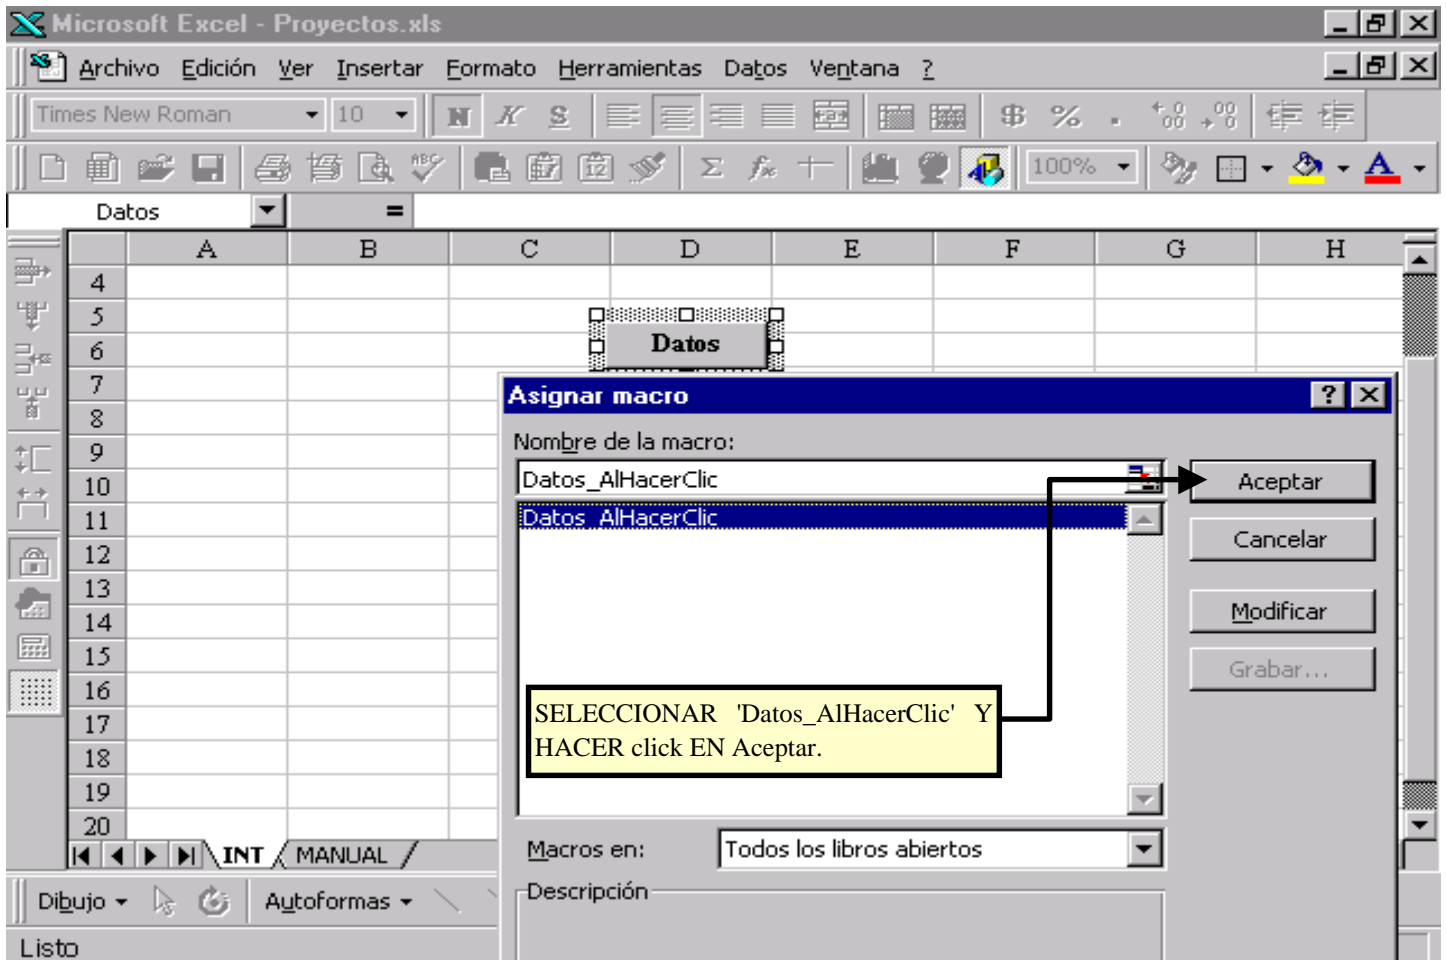 Microsoft Excel - Proyectos.xls
Archivo Edición Ver Insertar Formato Herramientas Datos Ventana ?
Times New Roman 10 N K S $ %
ABC 12 Σ fx 100% A
Datos =
A B C D E F G H
4
5
6 Datos
7
Asignar macro
8
Nombre de la macro:
9
Datos_AlHacerClic Aceptar
10
Datos_AlHacerClic
11
12 Cancelar
13
14 Modificar
15
Grabar...
16
SELECCIONAR 'Datos_AlHacerClic' Y
17
HACER click EN Aceptar.
18
19
20
INT MANUAL
Macros en: Todos los libros abiertos
Dibujo Autoformas
Descripción
Listo